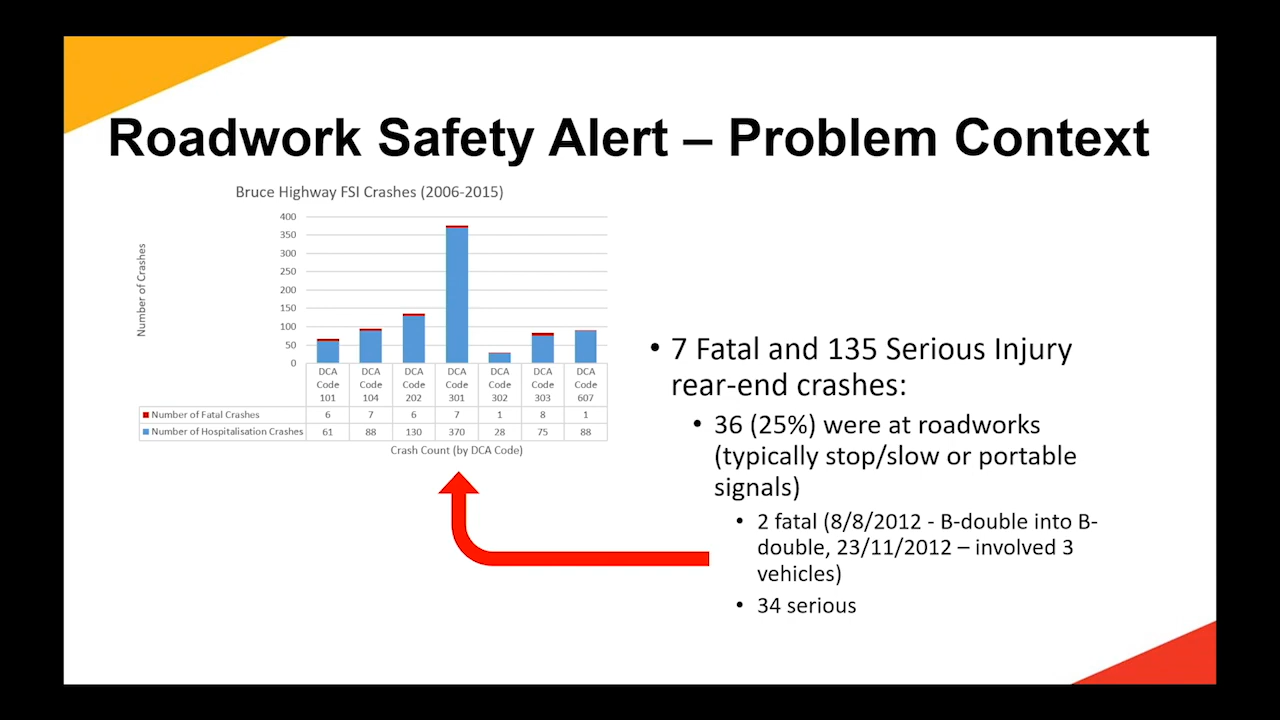 Roadwork Safety Alert – Problem Context
Bruce Highway FSI Crashes (2006-2015)
Number of Crashes
400
350
300
250
200
150
100
50
0
DCA DCA DCA DCA DCA DCA DCA
Code Code Code Code Code Code Code
101 104 202 301 302 303 607
Number of Fatal Crashes 6 7 6 7 1 8 1
Number of Hospitalisation Crashes 61 88 130 370 28 75 88
Crash Count (by DCA Code)
• 7 Fatal and 135 Serious Injury
rear-end crashes:
• 36 (25%) were at roadworks
(typically stop/slow or portable
signals)
• 2 fatal (8/8/2012 - B-double into B-
double, 23/11/2012 – involved 3
vehicles)
• 34 serious